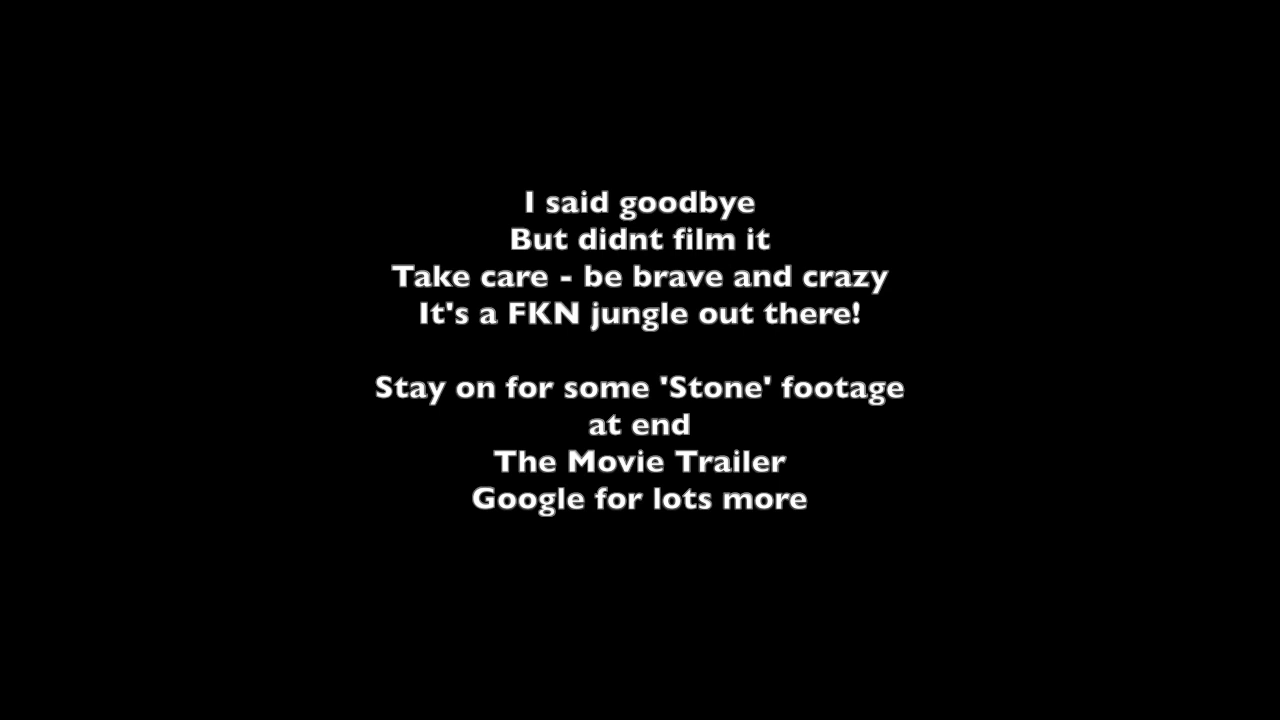 I said goodbye
But didnt film it
Take care - be brave and crazy
It's a FKN jungle out there!
Stay on for some 'Stone' footage
at end
The Movie Trailer
Google for lots more